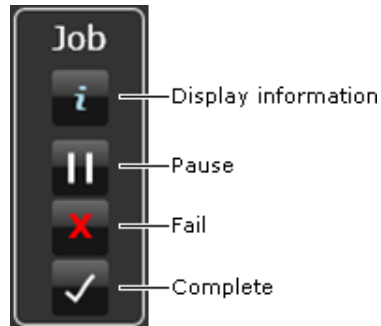 Job
i
Display information
Pause
X
Fail
Complete